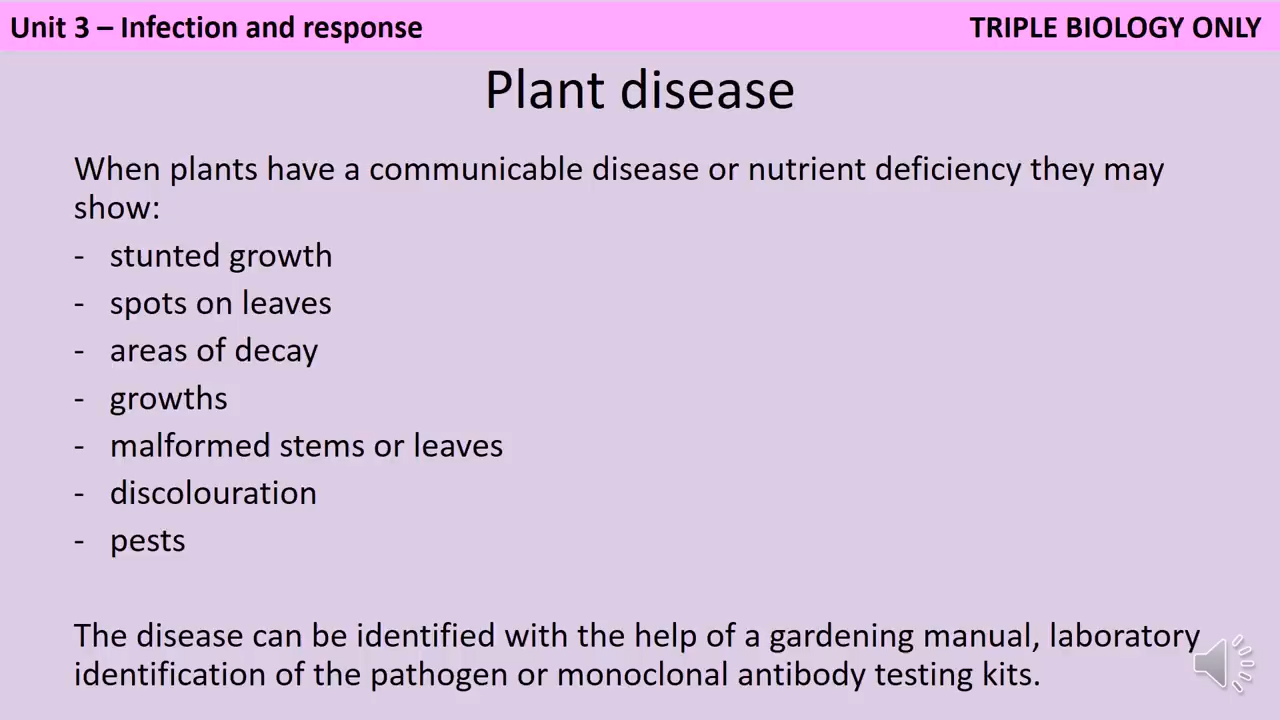 Unit 3 – Infection and response
TRIPLE BIOLOGY ONLY
Plant disease
When plants have a communicable disease or nutrient deficiency they may
show:
- stunted growth
- spots on leaves
- areas of decay
- growths
- malformed stems or leaves
- discolouration
- pests
The disease can be identified with the help of a gardening manual, laboratory
identification of the pathogen or monoclonal antibody testing kits.